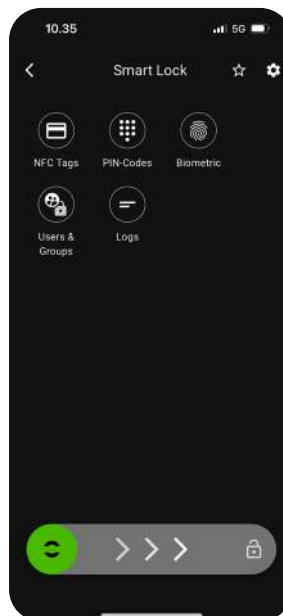 10.35
5G
Smart Lock
NFC Tags
PIN-Codes
Biometric
Users &
Groups
Logs